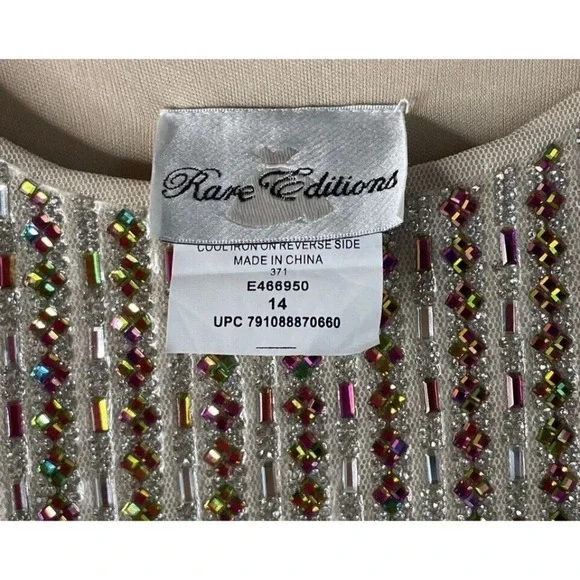 Rare Editions
COOL IRON ON REVERSE SIDE
MADE IN CHINA
371
E466950
14
UPC 791088870660